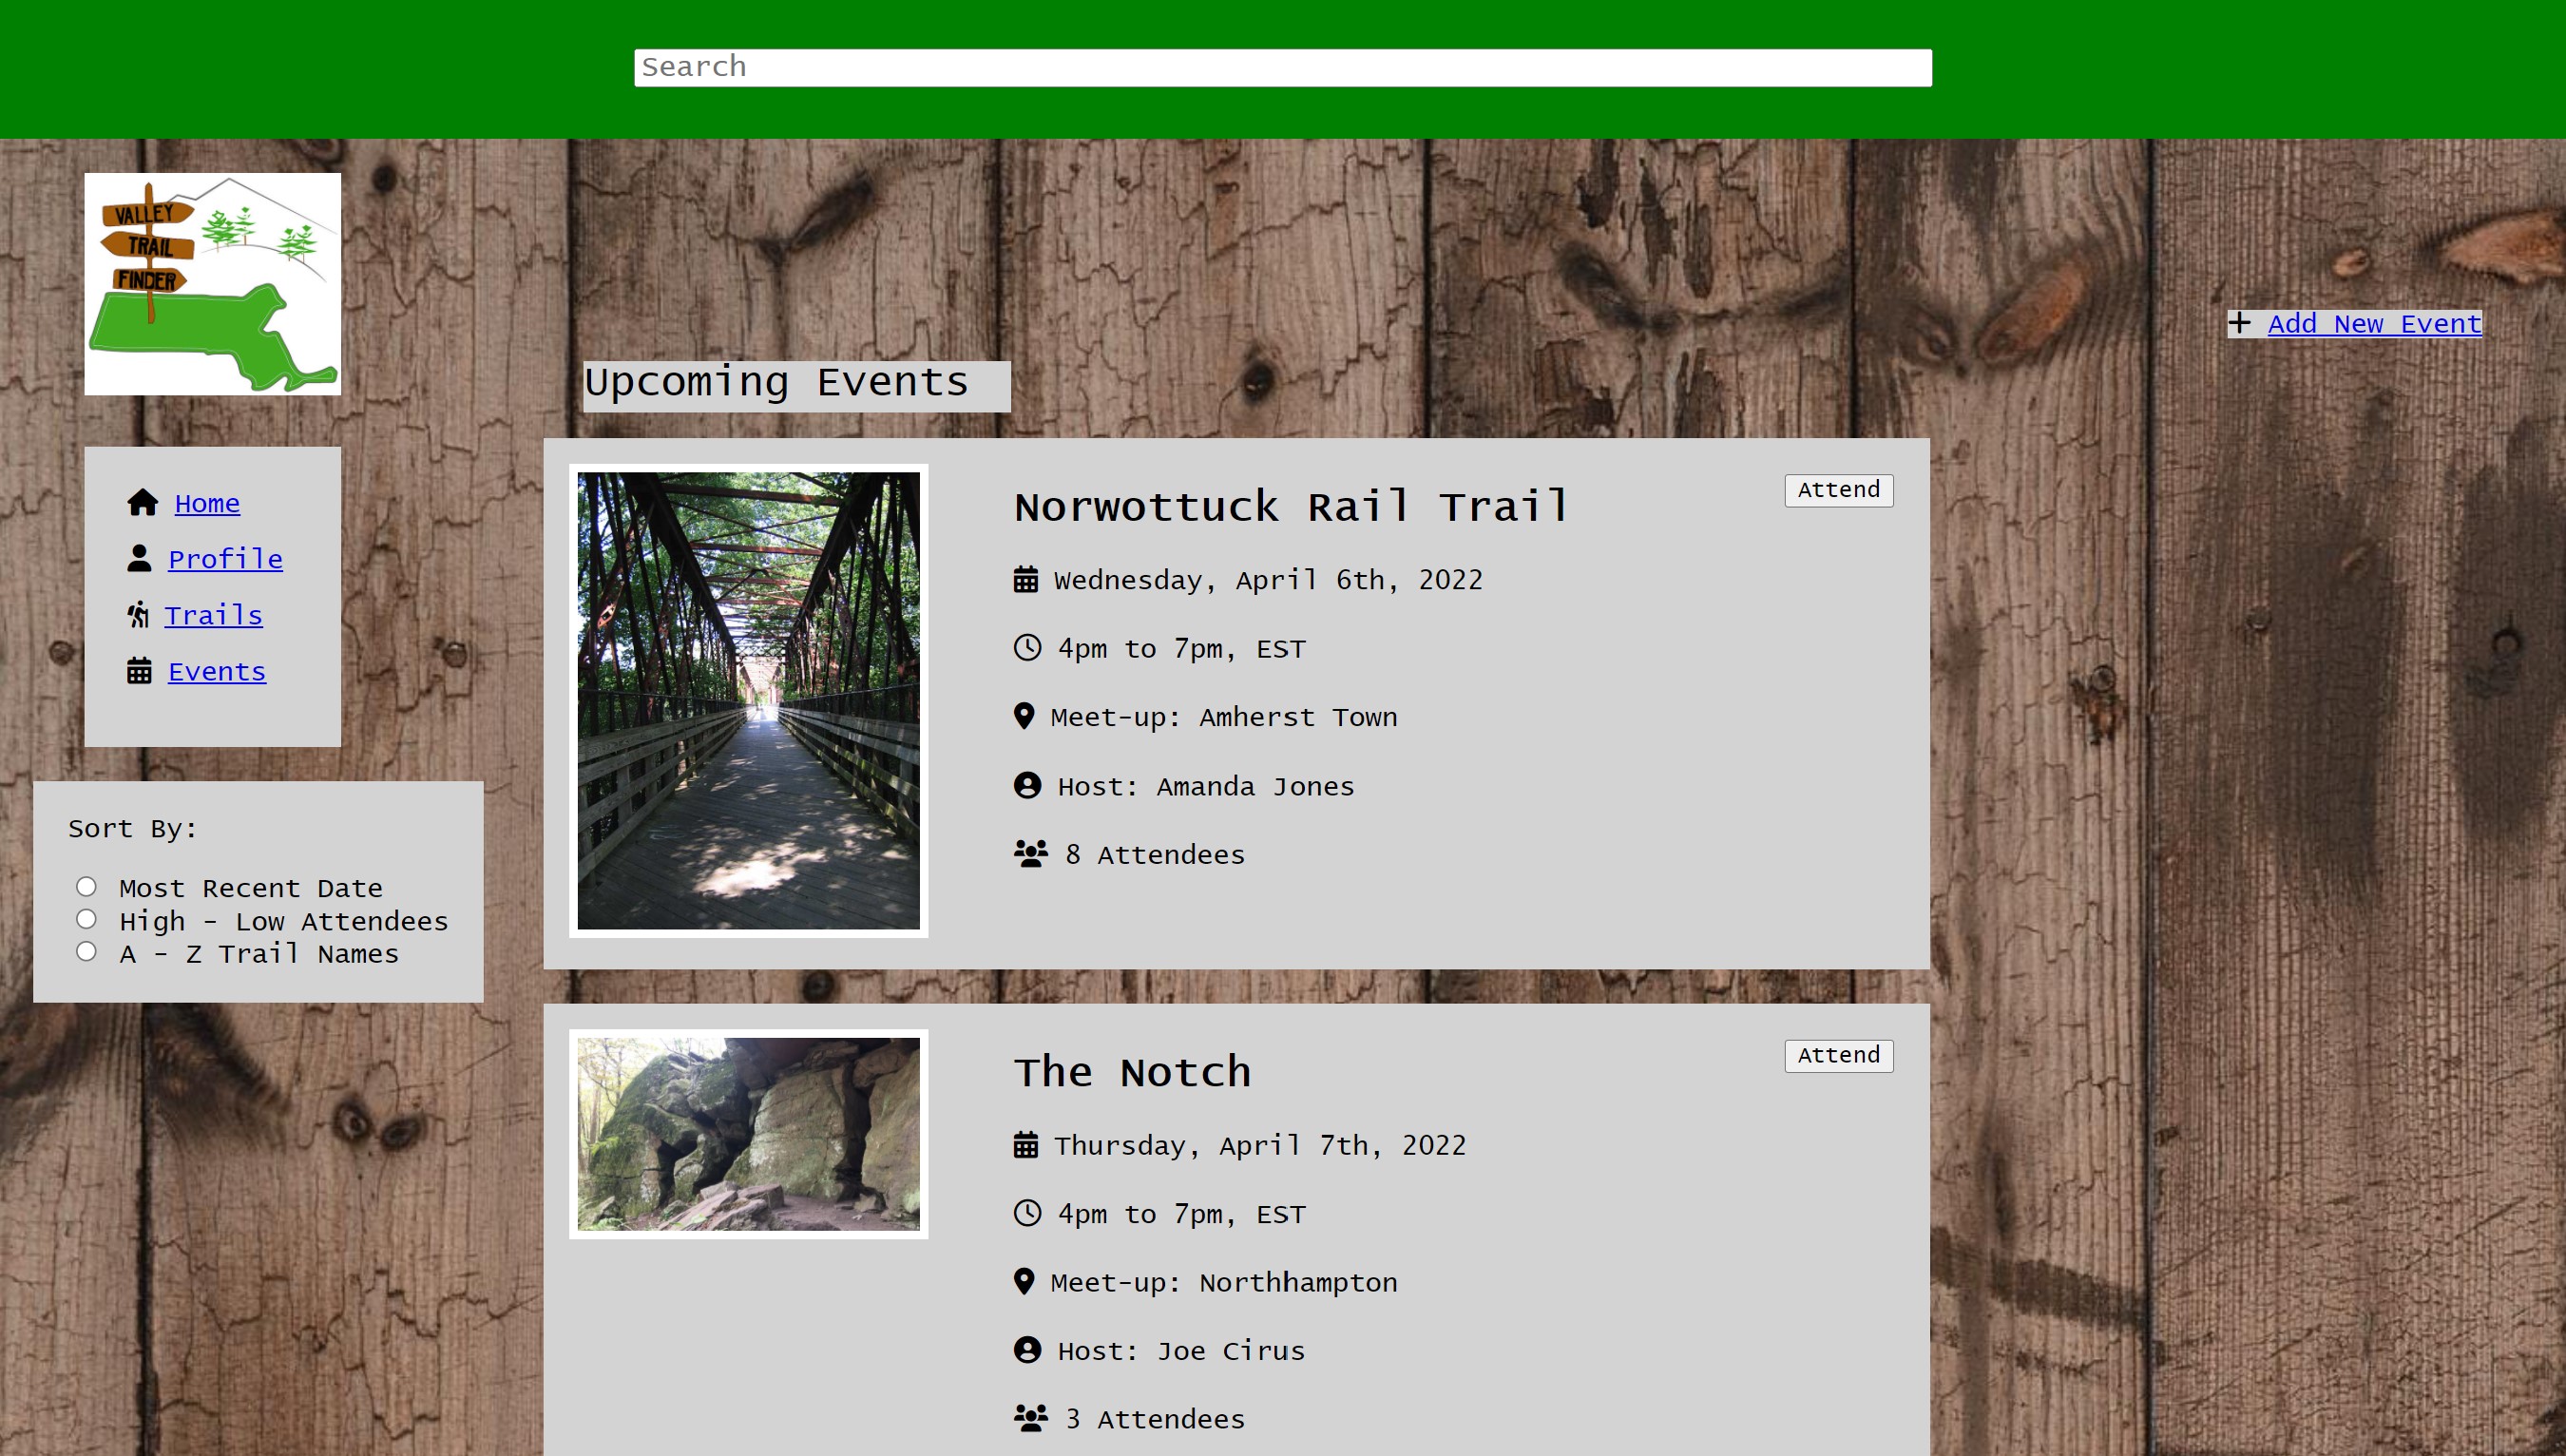 Search
VALLEY
TRAIL
FINDER
Add New Event
Upcoming Events
Home
Profile
Trails
Events
Sort By:
Most Recent Date
High - Low Attendees
A - Z Trail Names
Norwottuck Rail Trail
Attend
Wednesday, April 6th, 2022
4pm to 7pm, EST
Meet-up: Amherst Town
Host: Amanda Jones
8 Attendees
The Notch
Attend
Thursday, April 7th, 2022
4pm to 7pm, EST
Meet-up: Northhampton
Host: Joe Cirus
3 Attendees